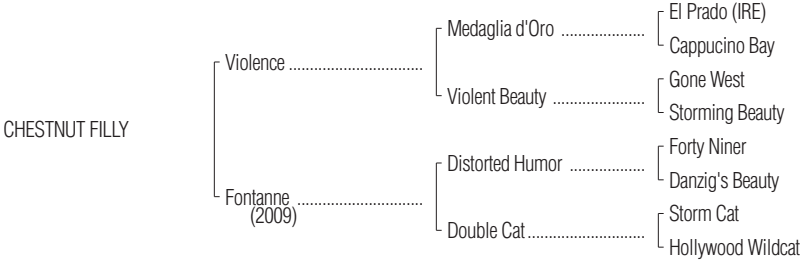 El Prado (IRE)
Medaglia d'Oro ....................
Cappucino Bay
Violence ................................
Gone West
Violent Beauty ......................
Storming Beauty
CHESTNUT FILLY
Forty Niner
Distorted Humor ..................
Danzig's Beauty
Fontanne ..............................
(2009)
Storm Cat
Double Cat............................
Hollywood Wildcat